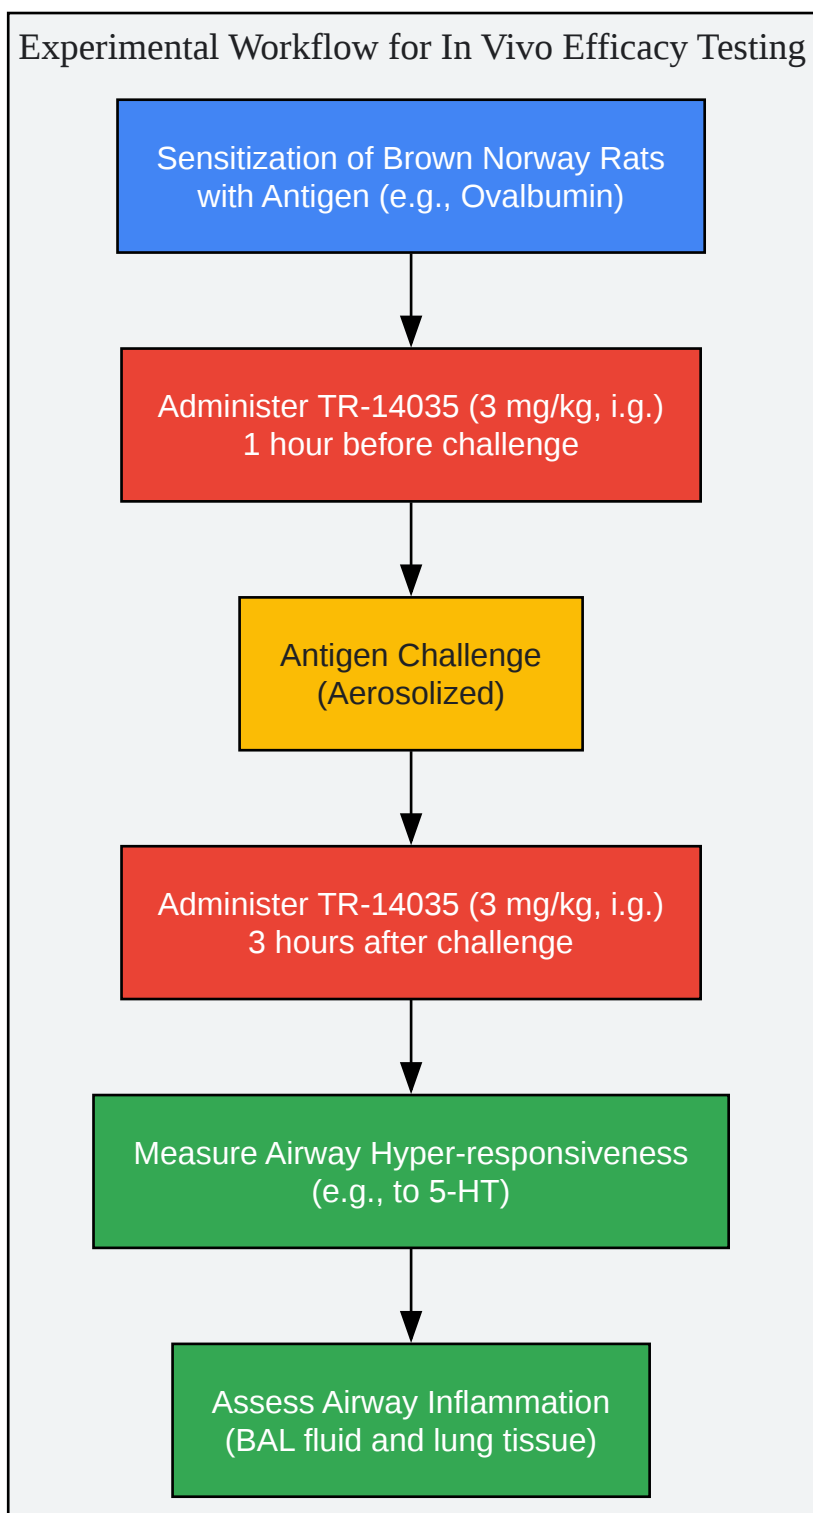 Experimental Workflow for In Vivo Efficacy Testing
Sensitization of Brown Norway Rats
with Antigen (e.g., Ovalbumin)
Administer TR-14035 (3 mg/kg, i.g.)
1 hour before challenge
Antigen Challenge
(Aerosolized)
Administer TR-14035 (3 mg/kg, i.g.)
3 hours after challenge
Measure Airway Hyper-responsiveness
(e.g., to 5-HT)
Assess Airway Inflammation
(BAL fluid and lung tissue)